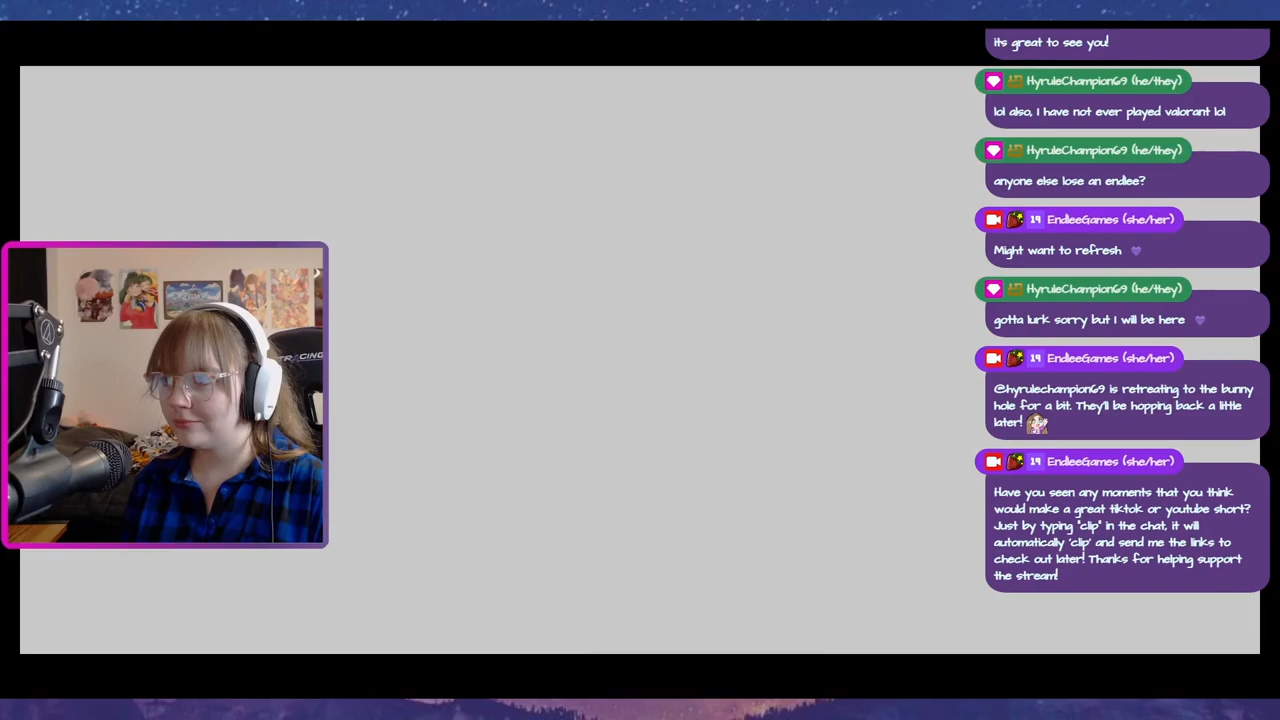 its great to see you!
HyruleChampion69 (he/they)
lol also, I have not ever played valorant lol
HyruleChampion69 (he/they)
anyone else lose an endlee?
19 EndleeGames (she/her)
Might want to refresh
HyruleChampion69 (he/they)
gotta lurk sorry but I will be here
19 EndleeGames (she/her)
@hyrulechampion69 is retreating to the bunny
hole for a bit. They'll be hopping back a little
later!
19 EndleeGames (she/her)
Have you seen any moments that you think
would make a great tiktok or youtube short?
Just by typing "clip" in the chat, it will
automatically 'clip' and send me the links to
check out later! Thanks for helping support
the stream!
TRACING